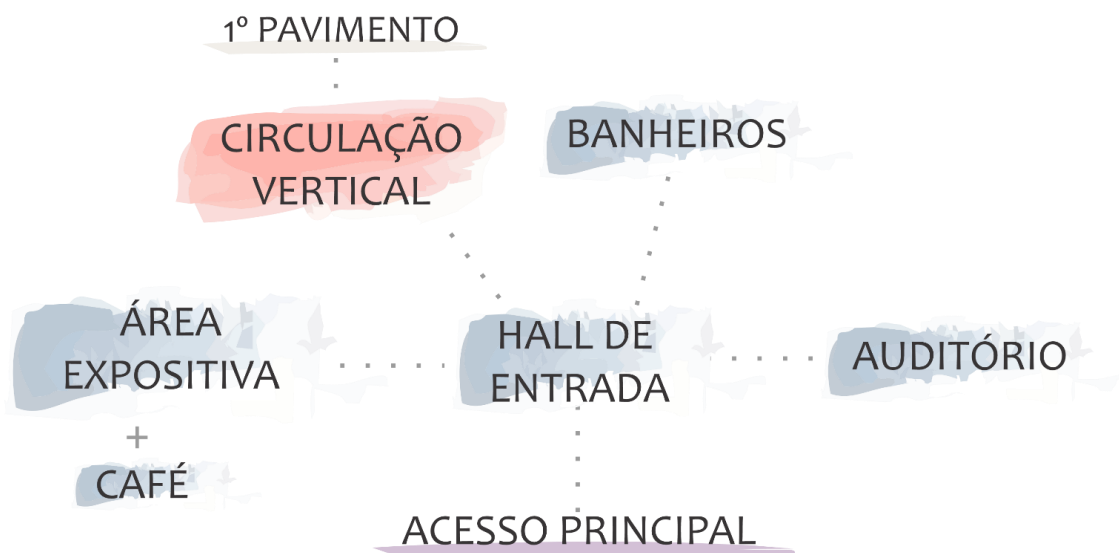 1º PAVIMENTO
CIRCULAÇÃO
VERTICAL
BANHEIROS
ÁREA
EXPOSITIVA
+
CAFÉ
HALL DE
ENTRADA
AUDITÓRIO
ACESSO PRINCIPAL